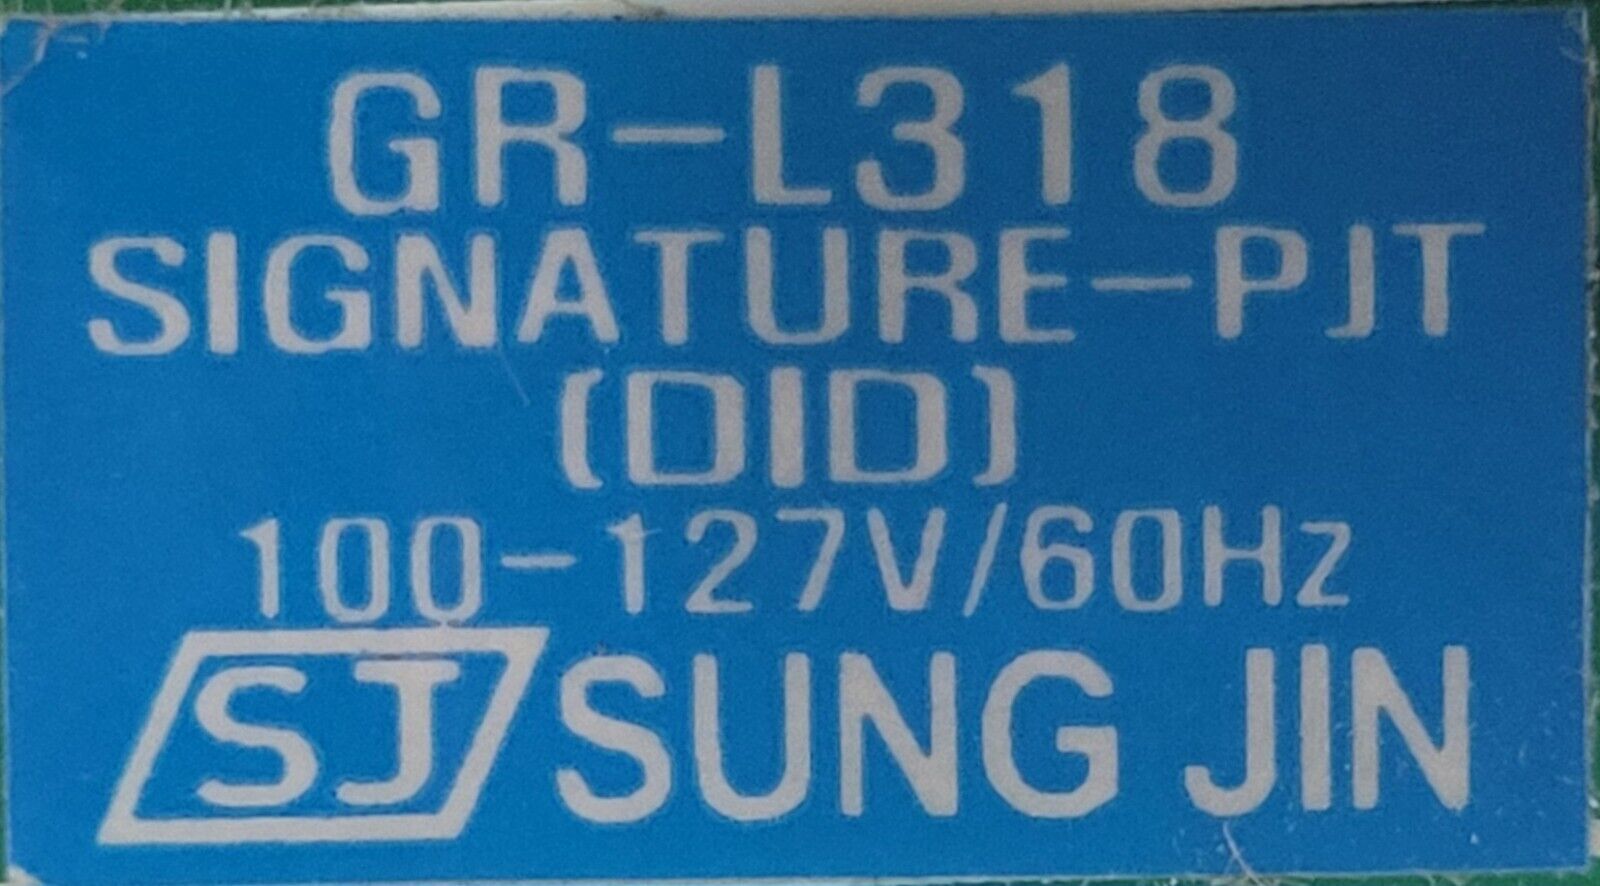 GR-L318
SIGNATURE-PJT
(DID)
100-127V/60Hz
SJ SUNG JIN